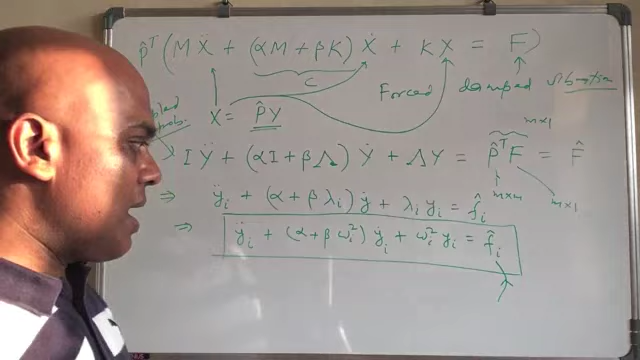 P̂ᵀ(MẌ + (αM + βK) Ẋ + KX = F)
C
Forced damped vibration
X = P̂Y
m×1
IŸ + (αI + βΛ) Ẏ + ΛY = P̂ᵀF = F̂
m×m m×1
⇒ ÿᵢ + (α + βλᵢ) ẏ + λᵢyᵢ = f̂ᵢ
⇒ ÿᵢ + (α + βωᵢ²) ẏᵢ + ωᵢ²yᵢ = f̂ᵢ